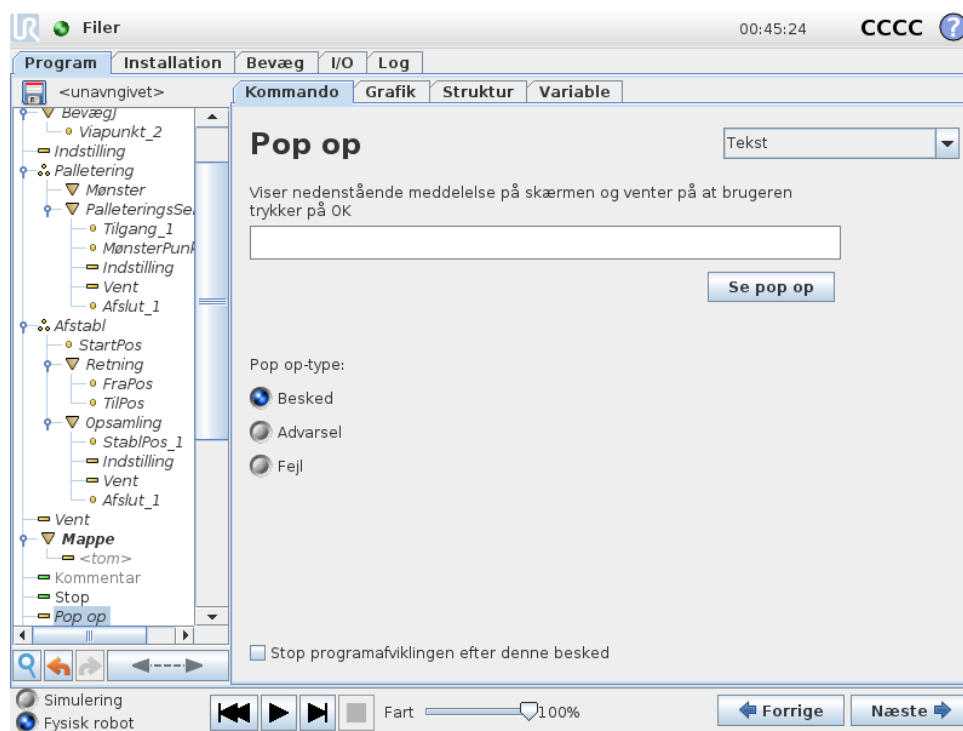 UR Filer 00:45:24 CCCC ?
Program Installation Bevæg I/O Log
<unavngivet>
Kommando Grafik Struktur Variable
BevægJ
Viapunkt_2
Indstilling
Palletering
Mønster
PalleteringsSe
Tilgang_1
MønsterPunk
Indstilling
Vent
Afslut_1
Afstabl
StartPos
Retning
FraPos
TilPos
Opsamling
StablPos_1
Indstilling
Vent
Afslut_1
Vent
Mappe
<tom>
Kommentar
Stop
Pop op
Pop op
Tekst
Viser nedenstående meddelelse på skærmen og venter på at brugeren
trykker på OK
Se pop op
Pop op-type:
Besked
Advarsel
Fejl
Stop programafviklingen efter denne besked
Simulering
Fysisk robot
Fart 100%
Forrige Næste